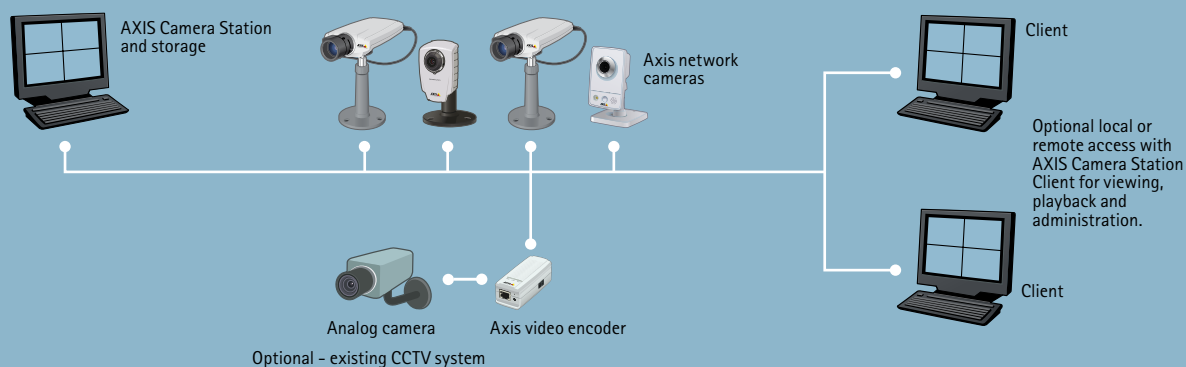 AXIS Camera Station
and storage
Axis network
cameras
Client
Optional local or
remote access with
AXIS Camera Station
Client for viewing,
playback and
administration.
Client
Analog camera
Axis video encoder
Optional - existing CCTV system